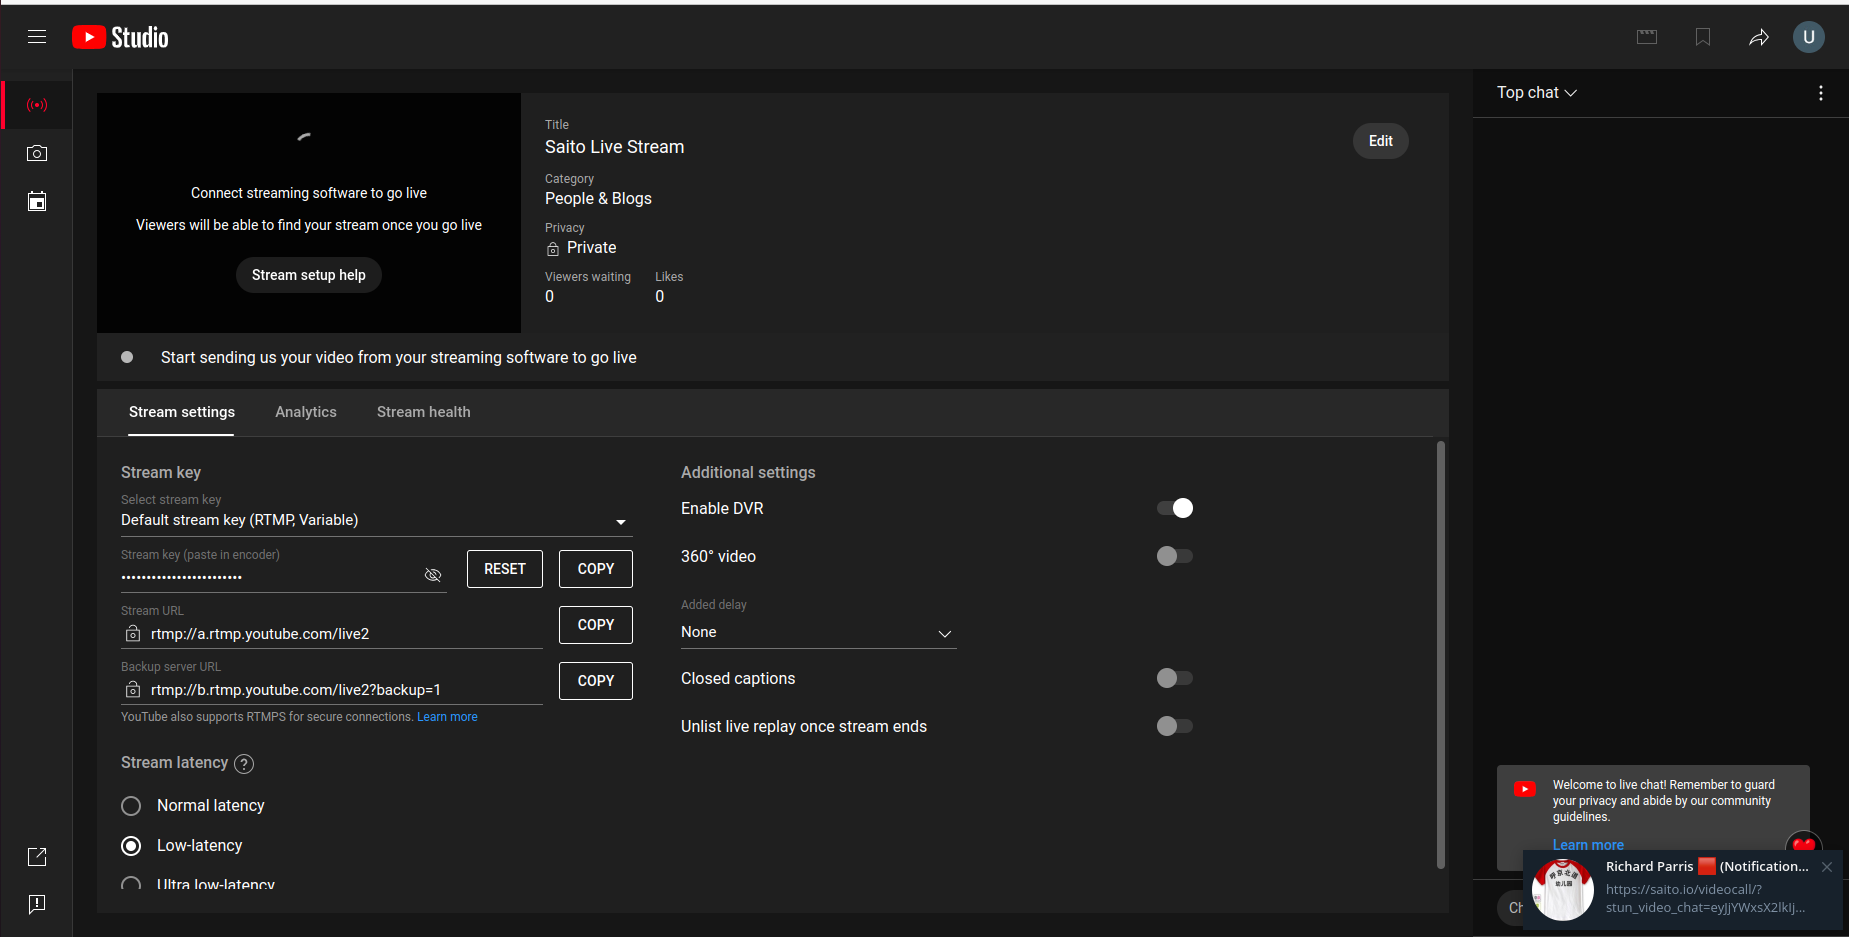 Studio
U
Connect streaming software to go live
Viewers will be able to find your stream once you go live
Stream setup help
Title
Saito Live Stream
Edit
Category
People & Blogs
Privacy
Private
Viewers waiting Likes
0 0
Start sending us your video from your streaming software to go live
Stream settings Analytics Stream health
Stream key
Select stream key
Default stream key (RTMP, Variable)
Stream key (paste in encoder)
••••••••••••••••••••••••
RESET COPY
Stream URL
rtmp://a.rtmp.youtube.com/live2
COPY
Backup server URL
rtmp://b.rtmp.youtube.com/live2?backup=1
COPY
YouTube also supports RTMPS for secure connections. Learn more
Stream latency ?
Normal latency
Low-latency
Ultra low-latency
Additional settings
Enable DVR
360° video
Added delay
None
Closed captions
Unlist live replay once stream ends
Top chat
Welcome to live chat! Remember to guard
your privacy and abide by our community
guidelines.
Learn more
Ch
Richard Parris (Notification...
https://saito.io/videocall/?
stun_video_chat=eyJjYWxsX2lkIj...